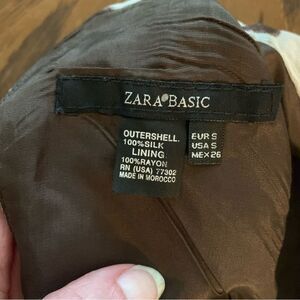 ZARA BASIC
OUTERSHELL.
100%SILK
LINING
100%RAYON
RN (USA) 77302
MADE IN MOROCCO
EUR S
USA S
MEX 26